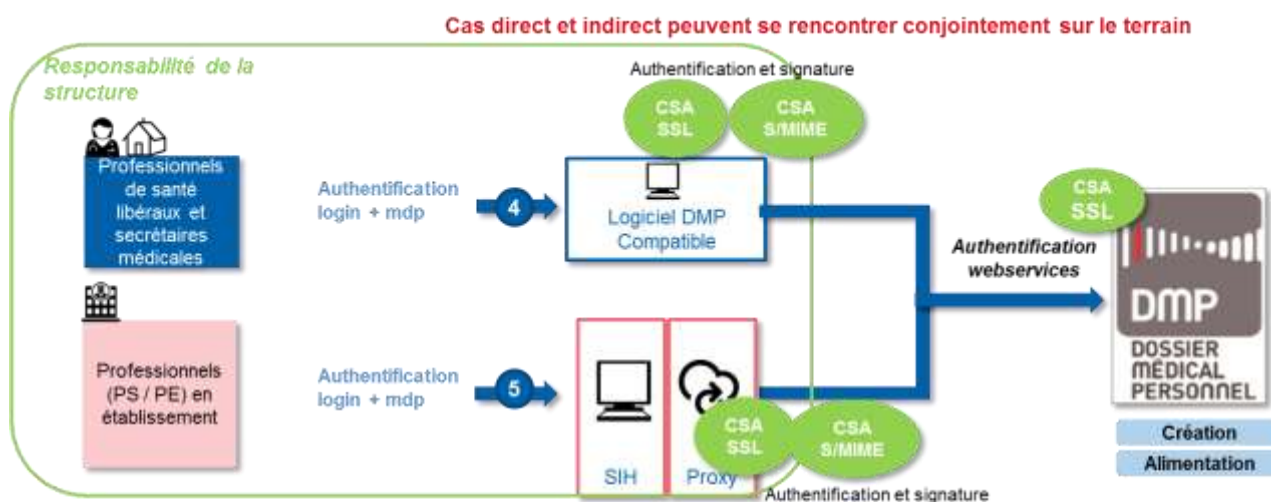 Cas direct et indirect peuvent se rencontrer conjointement sur le terrain
Responsabilité de la
structure
Authentification et signature
CSA
SSL
CSA
S/MIME
Professionnels
de santé
libéraux et
secrétaires
médicales
Authentification
login + mdp
4
Logiciel DMP
Compatible
CSA
SSL
Authentification
webservices
DMP
DOSSIER
MÉDICAL
PERSONNEL
Professionnels
(PS / PE) en
établissement
Authentification
login + mdp
5
SIH
Proxy
CSA
SSL
CSA
S/MIME
Authentification et signature
Création
Alimentation